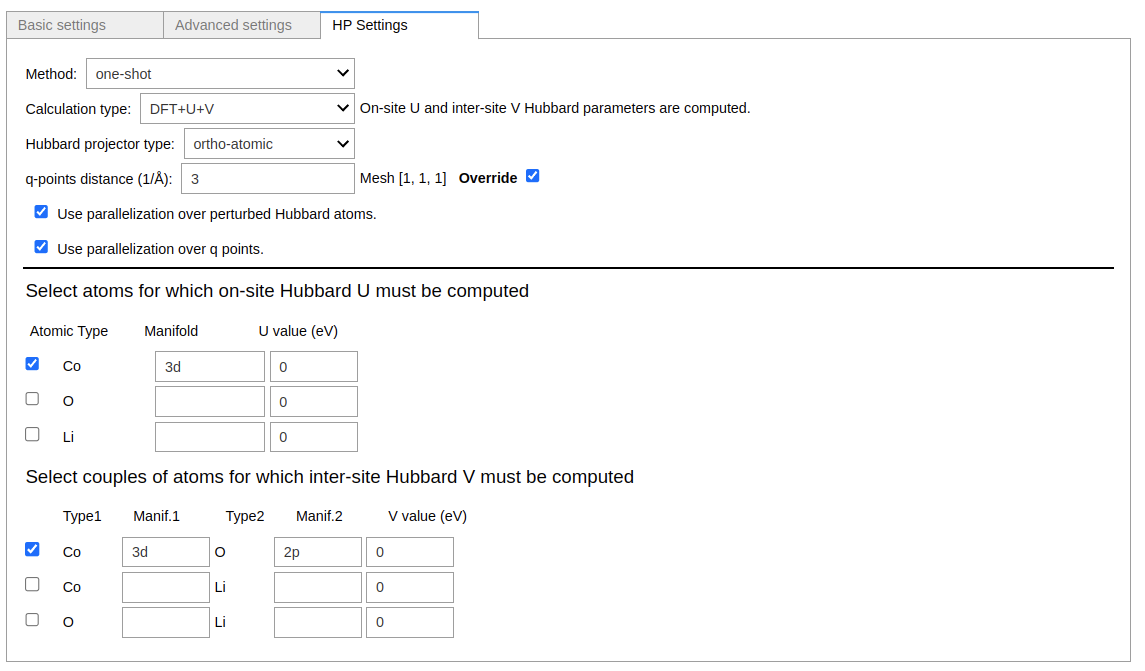 Basic settings Advanced settings HP Settings
Method: one-shot
Calculation type: DFT+U+V On-site U and inter-site V Hubbard parameters are computed.
Hubbard projector type: ortho-atomic
q-points distance (1/Å): 3 Mesh [1, 1, 1] Override
Use parallelization over perturbed Hubbard atoms.
Use parallelization over q points.
Select atoms for which on-site Hubbard U must be computed
Atomic Type Manifold U value (eV)
Co 3d 0
O 0
Li 0
Select couples of atoms for which inter-site Hubbard V must be computed
Type1 Manif.1 Type2 Manif.2 V value (eV)
Co 3d O 2p 0
Co Li 0
O Li 0